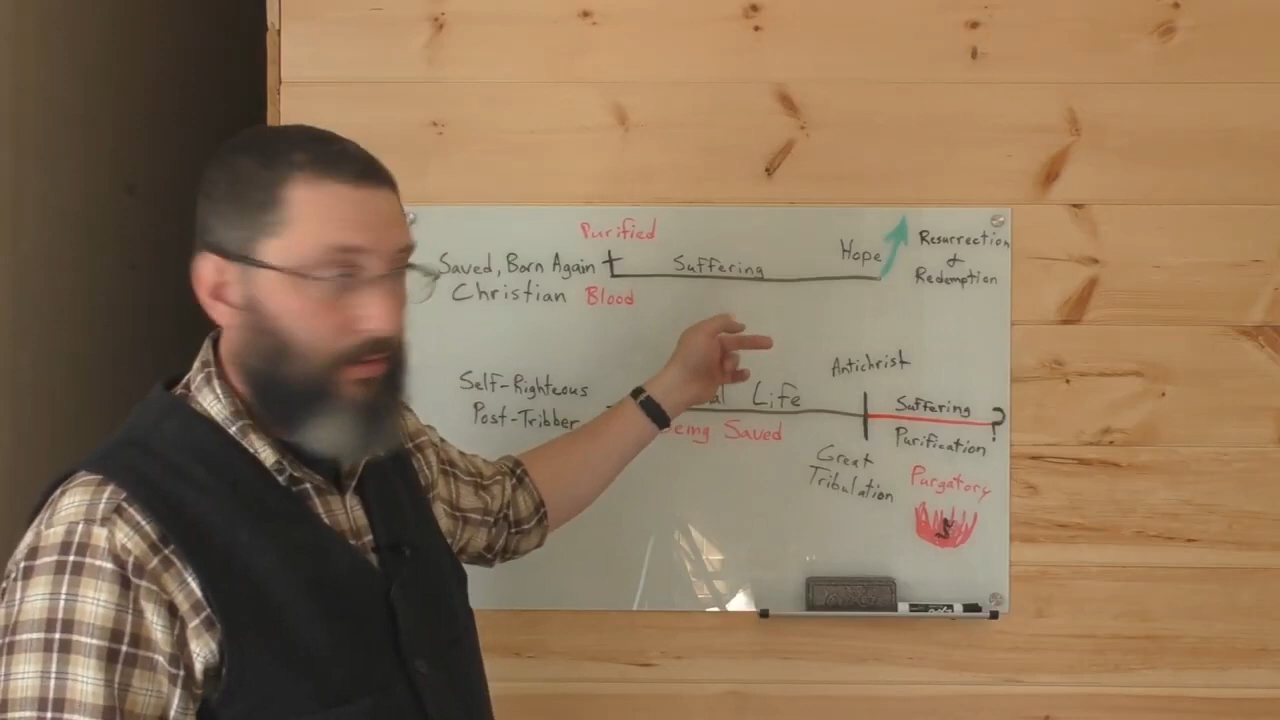 Purified
Saved, Born Again Suffering Hope
Christian Blood
Resurrection
&
Redemption
Self-Righteous
Post-Tribber
Life
Being Saved
Antichrist
Great
Tribulation
Suffering ?
Purification
Purgatory